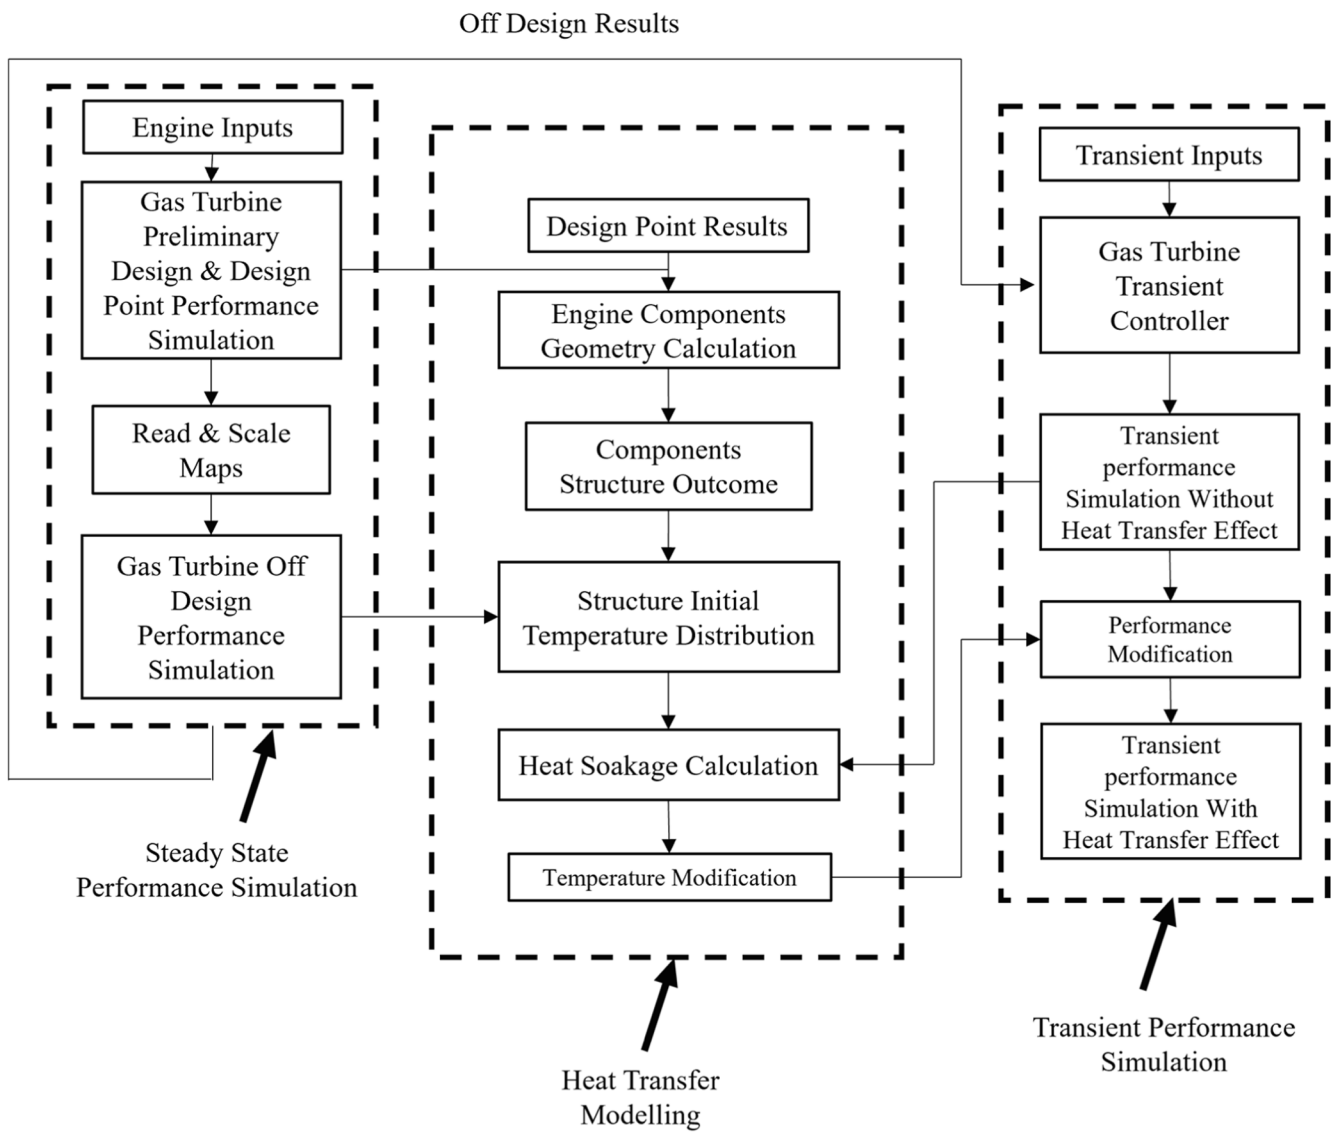 Off Design Results
Engine Inputs
Gas Turbine
Preliminary
Design & Design
Point Performance
Simulation
Read & Scale
Maps
Gas Turbine Off
Design
Performance
Simulation
Steady State
Performance Simulation
Design Point Results
Engine Components
Geometry Calculation
Components
Structure Outcome
Structure Initial
Temperature Distribution
Heat Soakage Calculation
Temperature Modification
Heat Transfer
Modelling
Transient Inputs
Gas Turbine
Transient
Controller
Transient
performance
Simulation Without
Heat Transfer Effect
Performance
Modification
Transient
performance
Simulation With
Heat Transfer Effect
Transient Performance
Simulation